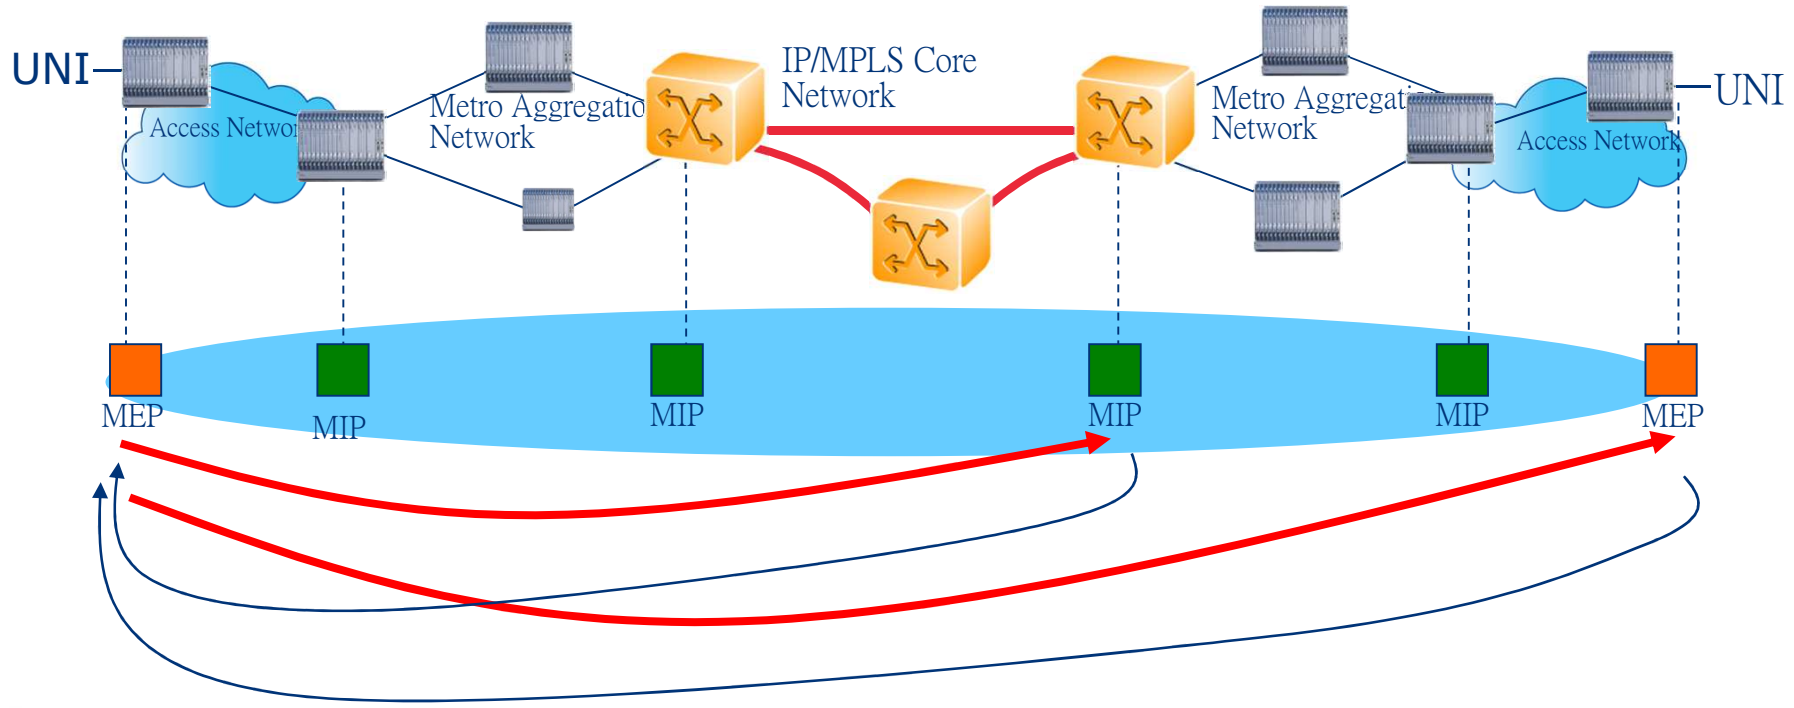 UNI
Access Networ
Metro Aggregatio
Network
IP/MPLS Core
Network
Metro Aggregat
Network
Access Network
UNI
MEP
MIP
MIP
MIP
MIP
MEP